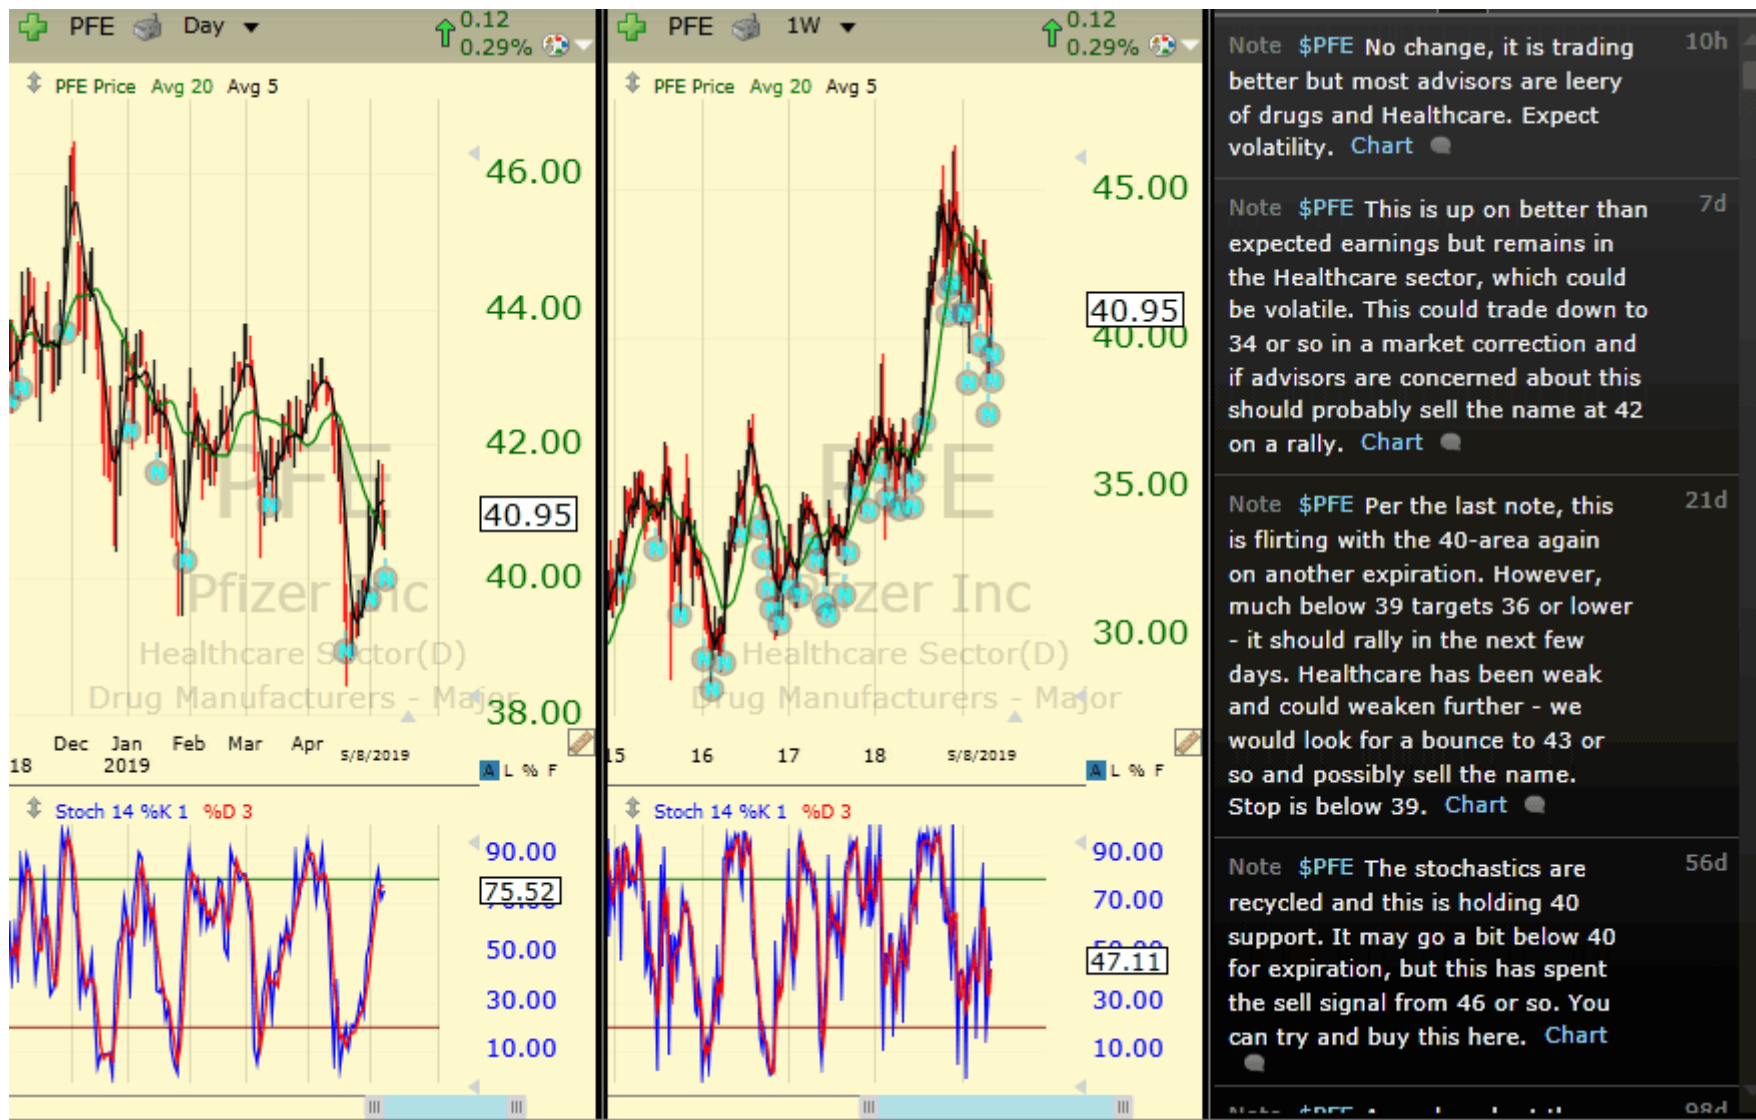 PFE Day 0.12
0.29%
PFE Price Avg 20 Avg 5
46.00
44.00
42.00
40.95
40.00
38.00
PFE
Pfizer Inc
Healthcare Sector(D)
Drug Manufacturers - Major
Dec Jan Feb Mar Apr 5/8/2019
18 2019
A L % F
Stoch 14 %K 1 %D 3
90.00
75.52
50.00
30.00
10.00
PFE 1W 0.12
0.29%
PFE Price Avg 20 Avg 5
45.00
40.95
40.00
35.00
30.00
PFE
Pfizer Inc
Healthcare Sector(D)
Drug Manufacturers - Major
15 16 17 18 5/8/2019
A L % F
Stoch 14 %K 1 %D 3
90.00
70.00
47.11
30.00
10.00
Note $PFE No change, it is trading 10h
better but most advisors are leery
of drugs and Healthcare. Expect
volatility. Chart
Note $PFE This is up on better than 7d
expected earnings but remains in
the Healthcare sector, which could
be volatile. This could trade down to
34 or so in a market correction and
if advisors are concerned about this
should probably sell the name at 42
on a rally. Chart
Note $PFE Per the last note, this 21d
is flirting with the 40-area again
on another expiration. However,
much below 39 targets 36 or lower
- it should rally in the next few
days. Healthcare has been weak
and could weaken further - we
would look for a bounce to 43 or
so and possibly sell the name.
Stop is below 39. Chart
Note $PFE The stochastics are 56d
recycled and this is holding 40
support. It may go a bit below 40
for expiration, but this has spent
the sell signal from 46 or so. You
can try and buy this here. Chart